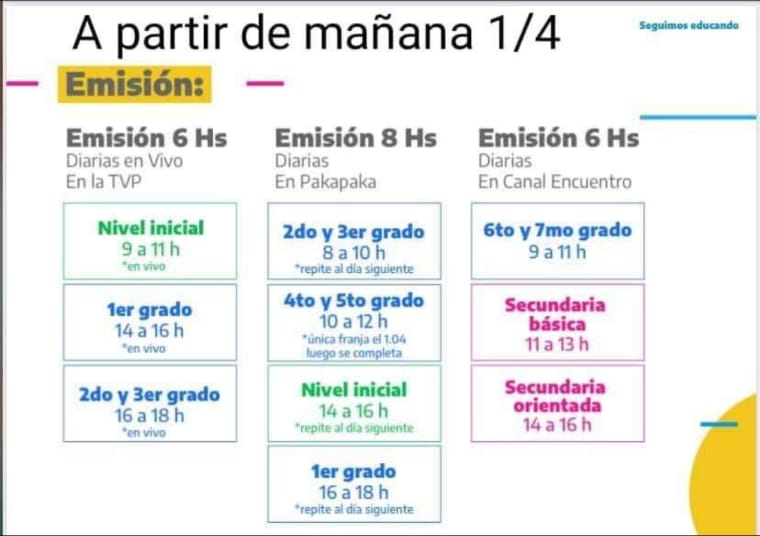 A partir de mañana 1/4
Seguimos educando
Emisión:
Emisión 6 Hs
Diarias en Vivo
En la TVP
Nivel inicial
9 a 11 h
*en vivo
1er grado
14 a 16 h
*en vivo
2do y 3er grado
16 a 18 h
*en vivo
Emisión 8 Hs
Diarias
En Pakapaka
2do y 3er grado
8 a 10 h
*repite al día siguiente
4to y 5to grado
10 a 12 h
*única franja el 1.04
luego se completa
Nivel inicial
14 a 16 h
*repite al día siguiente
1er grado
16 a 18 h
*repite al día siguiente
Emisión 6 Hs
Diarias
En Canal Encuentro
6to y 7mo grado
9 a 11 h
Secundaria
básica
11 a 13 h
Secundaria
orientada
14 a 16 h